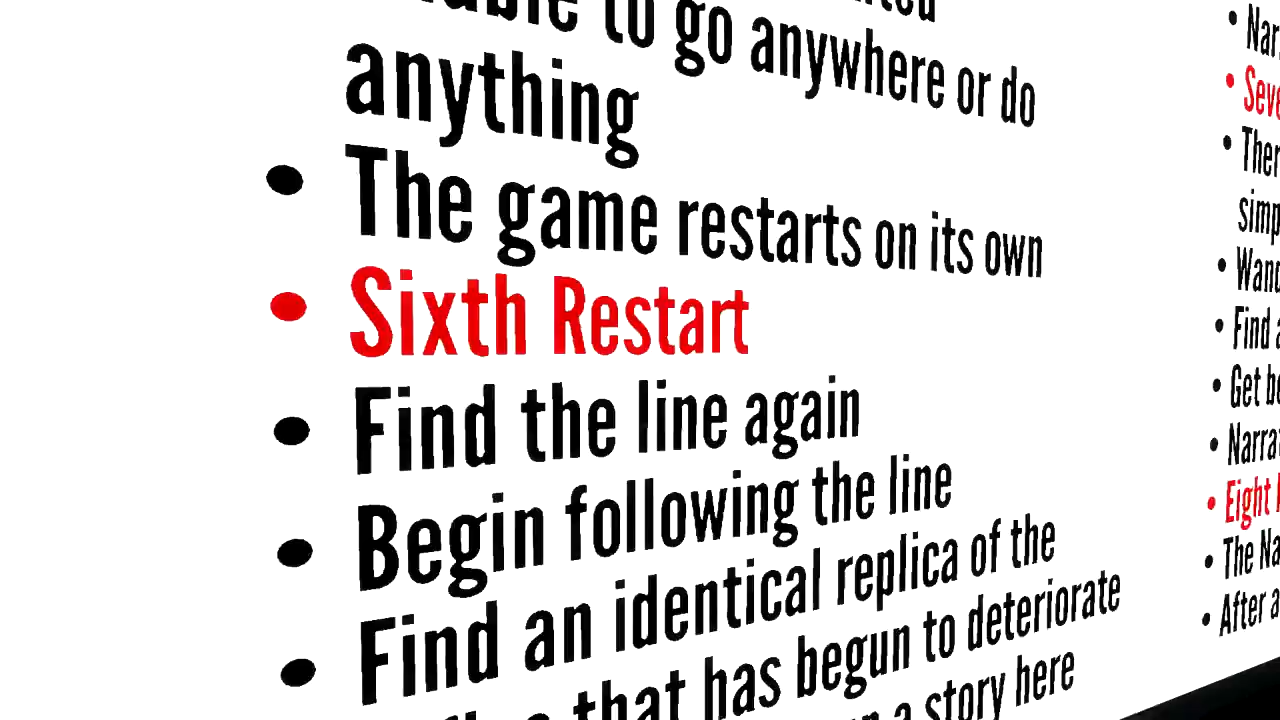 to go anywhere or do
anything
• The game restarts on its own
• Sixth Restart
• Find the line again
• Begin following the line
• Find an identical replica of the
that has begun to deteriorate
a story here
• Nar
• Seve
• Ther
simp
• Wand
• Find a
• Get b
• Narra
• Eight
• The Na
• After a